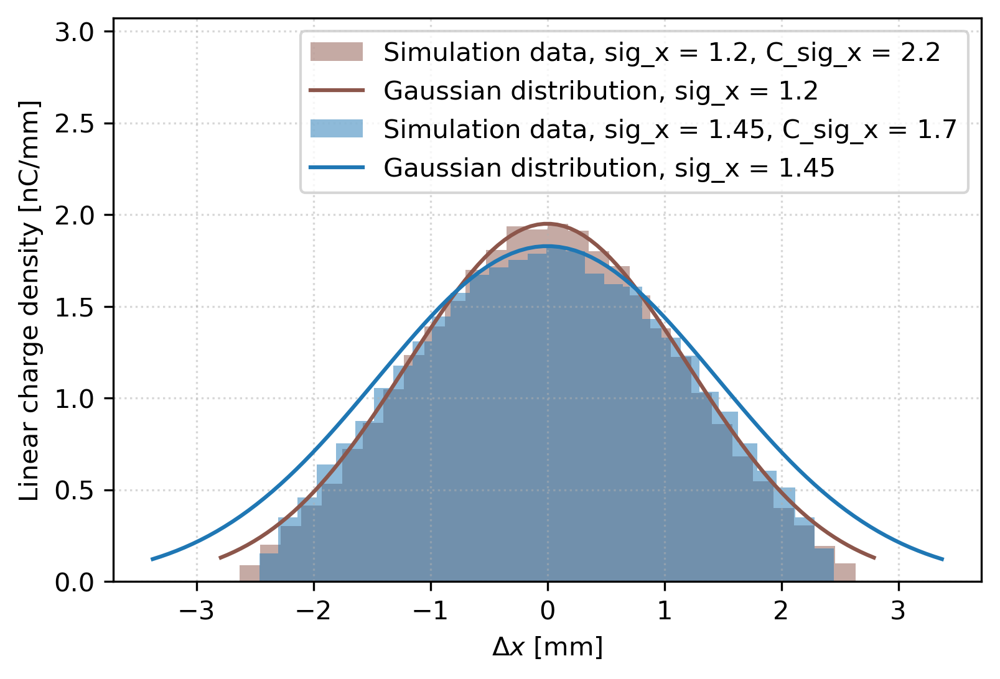 3.0
2.5
2.0
1.5
1.0
0.5
0.0
Linear charge density [nC/mm]
Simulation data, sig_x = 1.2, C_sig_x = 2.2
Gaussian distribution, sig_x = 1.2
Simulation data, sig_x = 1.45, C_sig_x = 1.7
Gaussian distribution, sig_x = 1.45
−3 −2 −1 0 1 2 3
Δx [mm]